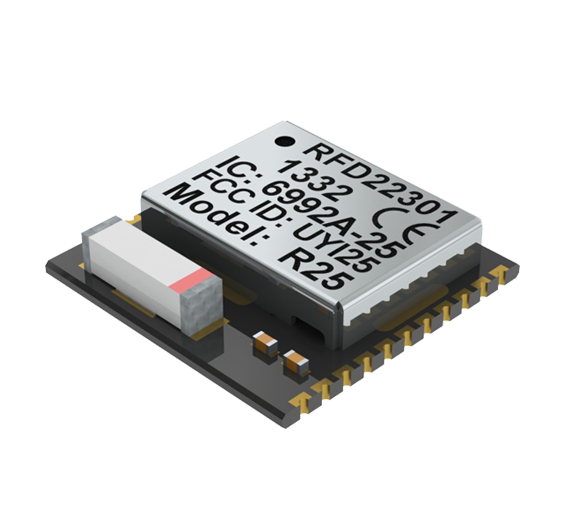 RFD22301
1332 CE
IC: 6992A-25
FCC ID: UYI25
Model: R25